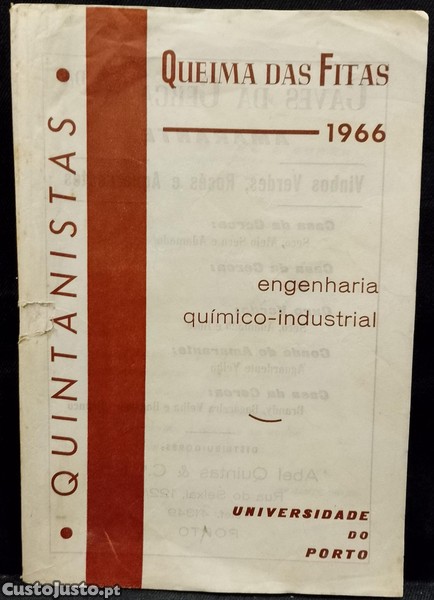 QUEIMA DAS FITAS
1966
• QUINTANISTAS •
engenharia
químico-industrial
UNIVERSIDADE
DO
PORTO
CustoJusto.pt